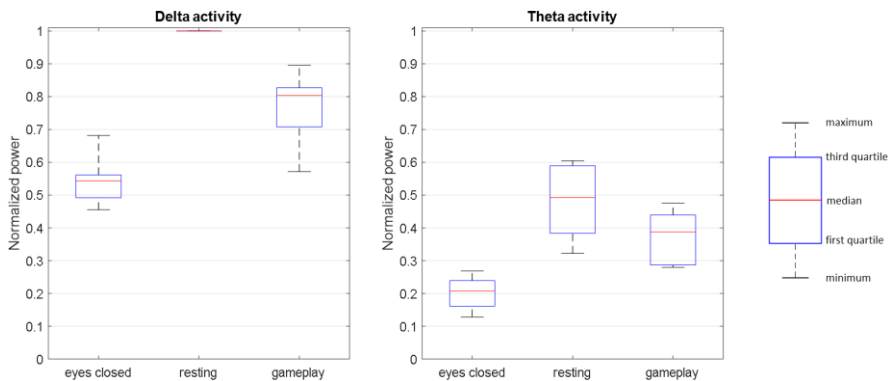 Delta activity
Normalized power
1
0.9
0.8
0.7
0.6
0.5
0.4
0.3
0.2
0.1
0
eyes closed
resting
gameplay
Theta activity
Normalized power
1
0.9
0.8
0.7
0.6
0.5
0.4
0.3
0.2
0.1
0
eyes closed
resting
gameplay
maximum
third quartile
median
first quartile
minimum